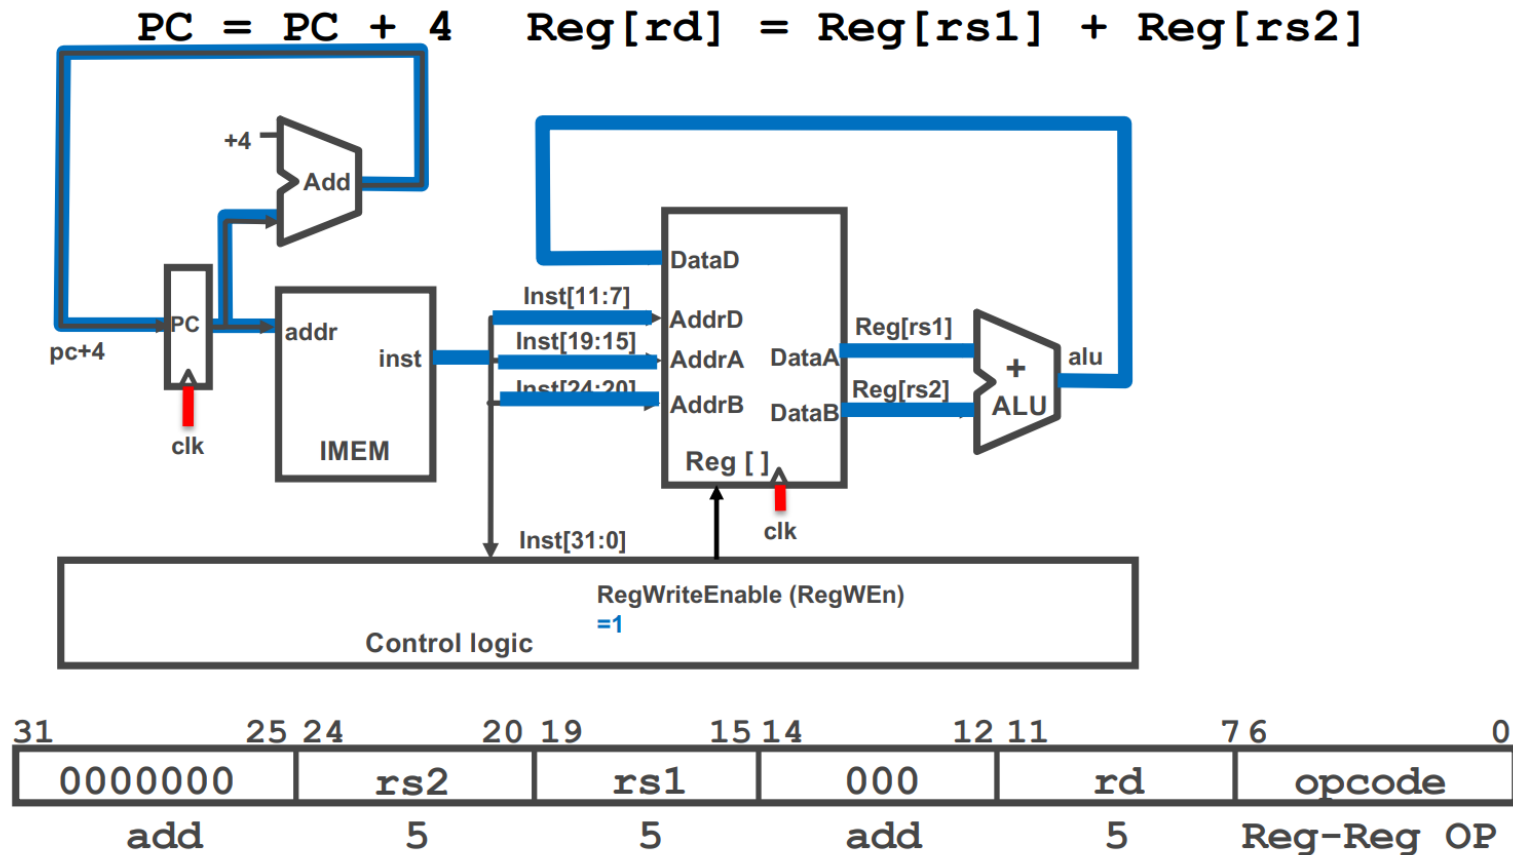 PC = PC + 4   Reg[rd] = Reg[rs1] + Reg[rs2]
+4
Add
DataD
Inst[11:7]
AddrD
PC
addr
Reg[rs1]
Inst[19:15]
pc+4
inst
AddrA
DataA
+
alu
Inst[24:20]
Reg[rs2]
AddrB
DataB
ALU
clk
IMEM
Reg [ ]
clk
Inst[31:0]
RegWriteEnable (RegWEn)
=1
Control logic
31 25 24 20 19 15 14 12 11 7 6 0
0000000 rs2 rs1 000 rd opcode
add 5 5 add 5 Reg-Reg OP